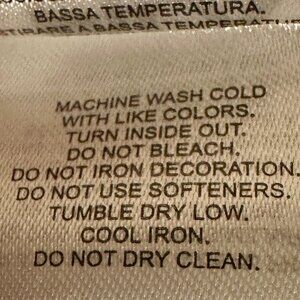 BASSA TEMPERATURA.
STIRARE A BASSA TEMPERATURA
MACHINE WASH COLD
WITH LIKE COLORS.
TURN INSIDE OUT.
DO NOT BLEACH.
DO NOT IRON DECORATION.
DO NOT USE SOFTENERS.
TUMBLE DRY LOW.
COOL IRON.
DO NOT DRY CLEAN.